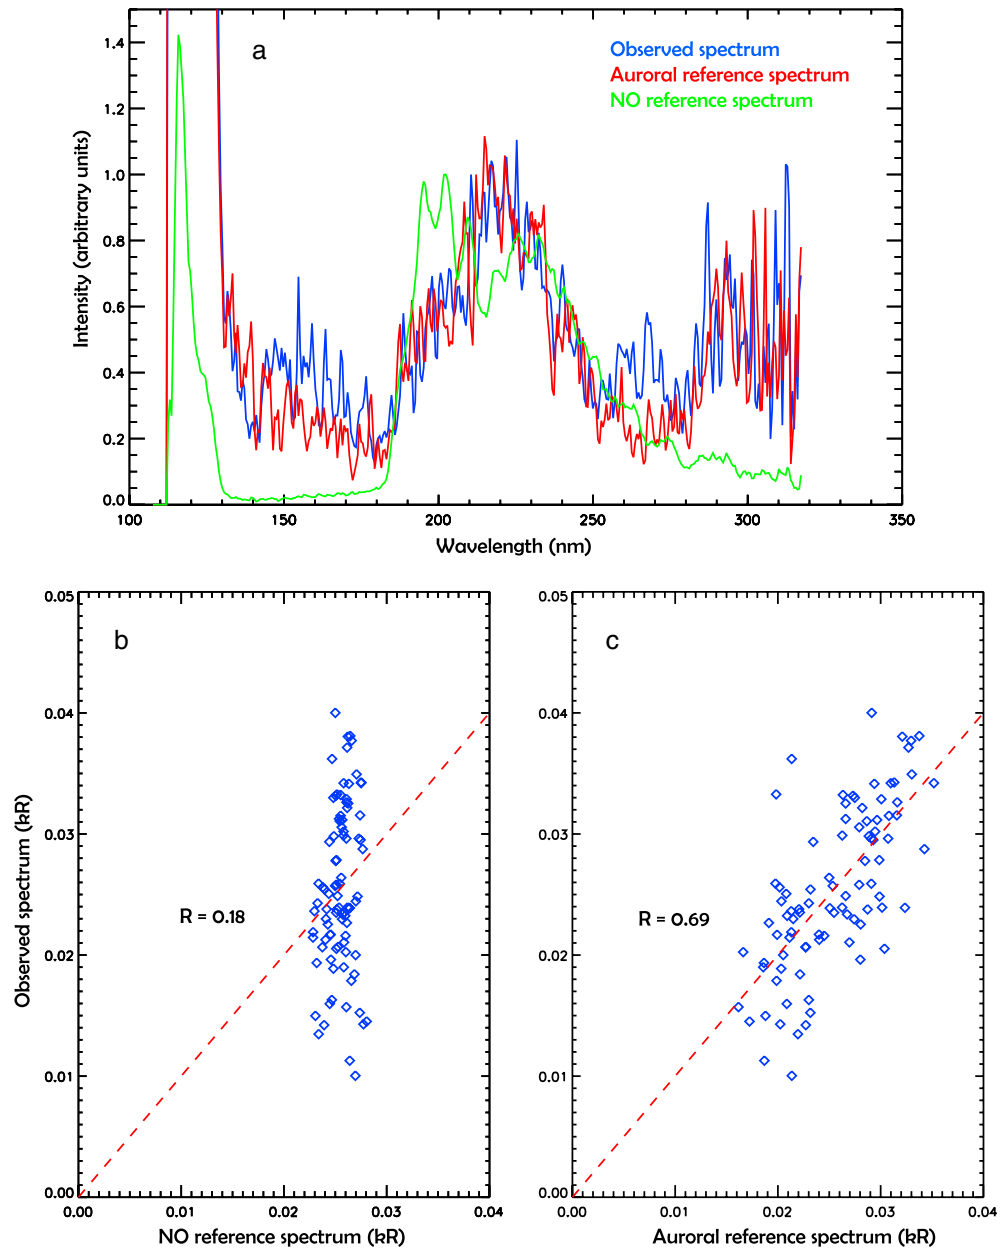 a
Observed spectrum
Auroral reference spectrum
NO reference spectrum
Intensity (arbitrary units)
1.4
1.2
1.0
0.8
0.6
0.4
0.2
0.0
100 150 200 250 300 350
Wavelength (nm)
b
Observed spectrum (kR)
0.05
0.04
0.03
0.02
0.01
0.00
R = 0.18
0.00 0.01 0.02 0.03 0.04
NO reference spectrum (kR)
c
0.05
0.04
0.03
0.02
0.01
0.00
R = 0.69
0.00 0.01 0.02 0.03 0.04
Auroral reference spectrum (kR)